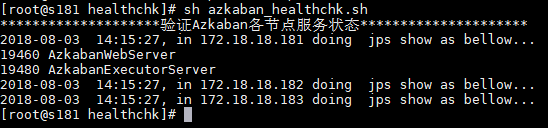 [root@s181 healthchk]# sh azkaban_healthchk.sh
********************验证Azkaban各节点服务状态*********************
2018-08-03  14:15:27, in 172.18.18.181 doing  jps show as bellow...
19460 AzkabanWebServer
19480 AzkabanExecutorServer
2018-08-03  14:15:27, in 172.18.18.182 doing  jps show as bellow...
2018-08-03  14:15:27, in 172.18.18.183 doing  jps show as bellow...
[root@s181 healthchk]#